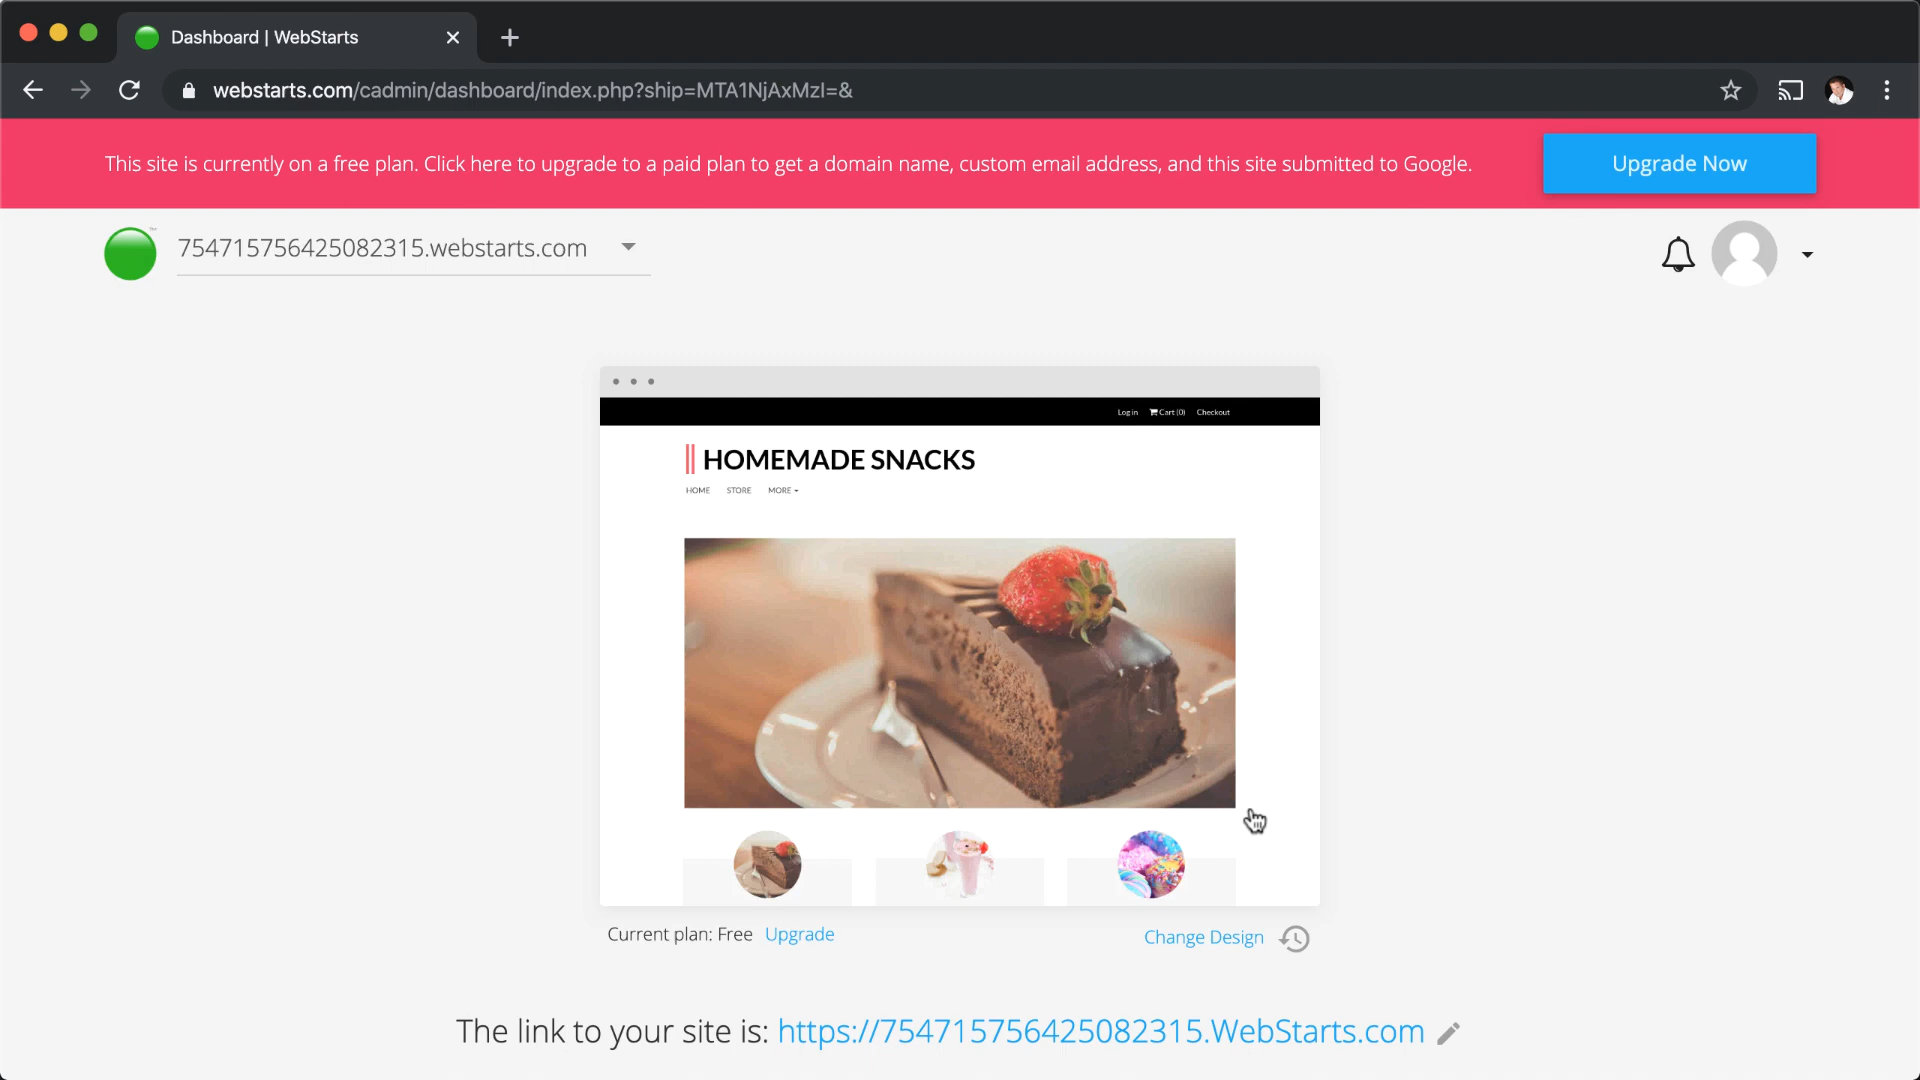 Dashboard | WebStarts
webstarts.com/cadmin/dashboard/index.php?ship=MTA1NjAxMzI=&
This site is currently on a free plan. Click here to upgrade to a paid plan to get a domain name, custom email address, and this site submitted to Google.
Upgrade Now
754715756425082315.webstarts.com
Log in Cart (0) Checkout
HOMEMADE SNACKS
HOME STORE MORE
Current plan: Free Upgrade
Change Design
The link to your site is: https://754715756425082315.WebStarts.com